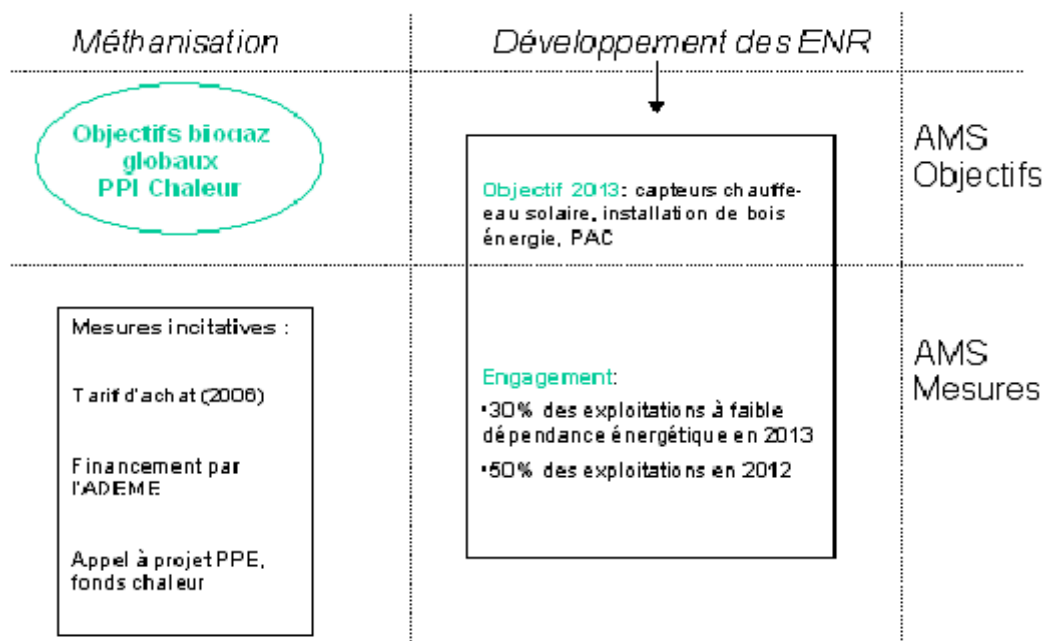 Méthanisation
Développement des ENR
Objectifs biogaz
globaux
PPI Chaleur
Objectif 2013: capteurs chauffe-
eau solaire, installation de bois
énergie, PAC
AMS
Objectifs
Mesures incitatives :
Tarif d'achat (2006)
Financement par
l'ADEME
Appel à projet PPE,
fonds chaleur
Engagement:
•30% des exploitations à faible
dépendance énergétique en 2013
•50% des exploitations en 2012
AMS
Mesures